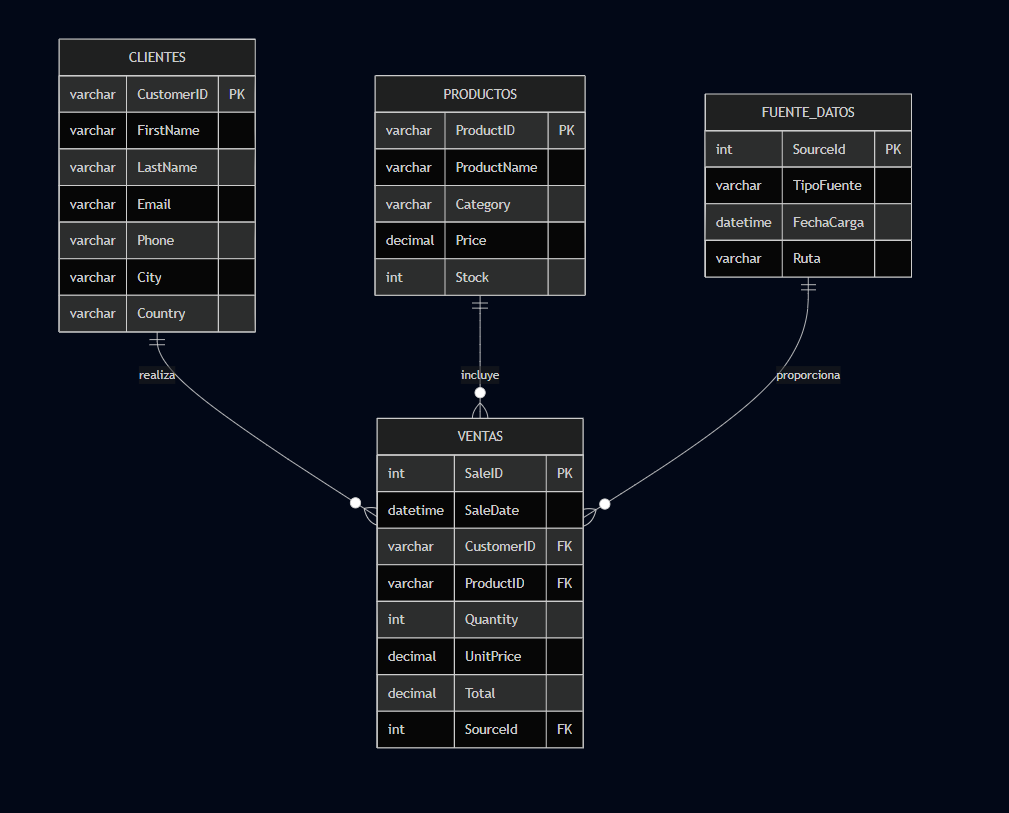 CLIENTES
varchar CustomerID PK
varchar FirstName
varchar LastName
varchar Email
varchar Phone
varchar City
varchar Country
PRODUCTOS
varchar ProductID PK
varchar ProductName
varchar Category
decimal Price
int Stock
FUENTE_DATOS
int SourceId PK
varchar TipoFuente
datetime FechaCarga
varchar Ruta
realiza
incluye
proporciona
VENTAS
int SaleID PK
datetime SaleDate
varchar CustomerID FK
varchar ProductID FK
int Quantity
decimal UnitPrice
decimal Total
int SourceId FK